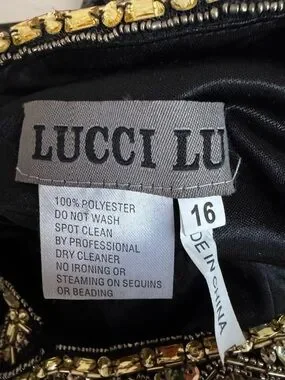 LUCCI LU
100% POLYESTER
DO NOT WASH
SPOT CLEAN
BY PROFESSIONAL
DRY CLEANER
NO IRONING OR
STEAMING ON SEQUINS
OR BEADING
16
DE IN CHINA